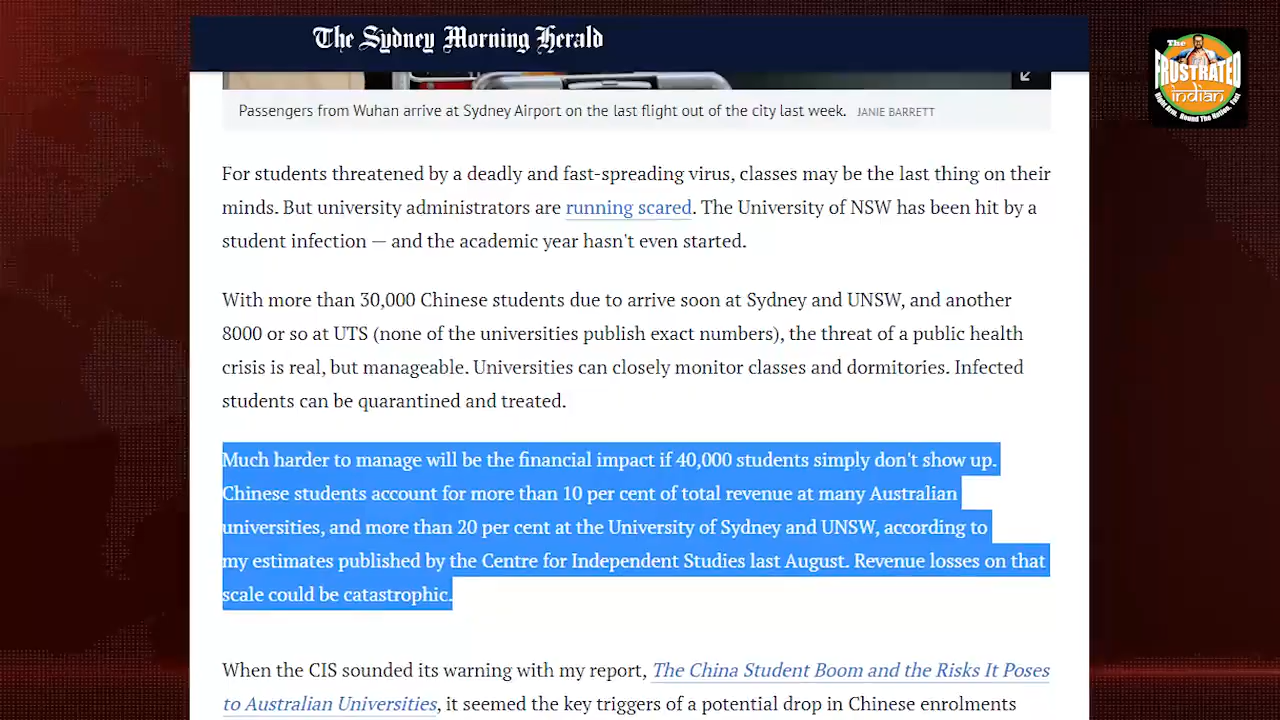 The Sydney Morning Herald
The
FRUSTRATED
indian
Passengers from Wuhan arrive at Sydney Airport on the last flight out of the city last week. JANIE BARRETT
For students threatened by a deadly and fast-spreading virus, classes may be the last thing on their
minds. But university administrators are running scared. The University of NSW has been hit by a
student infection — and the academic year hasn't even started.
With more than 30,000 Chinese students due to arrive soon at Sydney and UNSW, and another
8000 or so at UTS (none of the universities publish exact numbers), the threat of a public health
crisis is real, but manageable. Universities can closely monitor classes and dormitories. Infected
students can be quarantined and treated.
Much harder to manage will be the financial impact if 40,000 students simply don't show up.
Chinese students account for more than 10 per cent of total revenue at many Australian
universities, and more than 20 per cent at the University of Sydney and UNSW, according to
my estimates published by the Centre for Independent Studies last August. Revenue losses on that
scale could be catastrophic.
When the CIS sounded its warning with my report, The China Student Boom and the Risks It Poses
to Australian Universities, it seemed the key triggers of a potential drop in Chinese enrolments